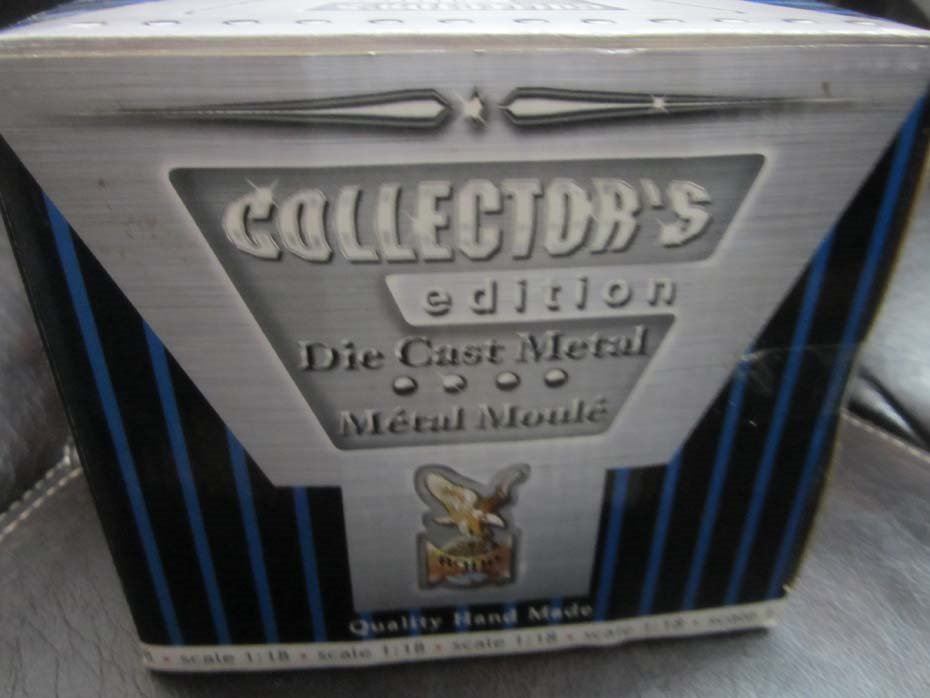 COLLECTOR'S
edition
Die Cast Metal
Métal Moulé
Quality Hand Made
scale 1:18 • scale 1:18 • scale 1:18 • scale 1:18 • scale